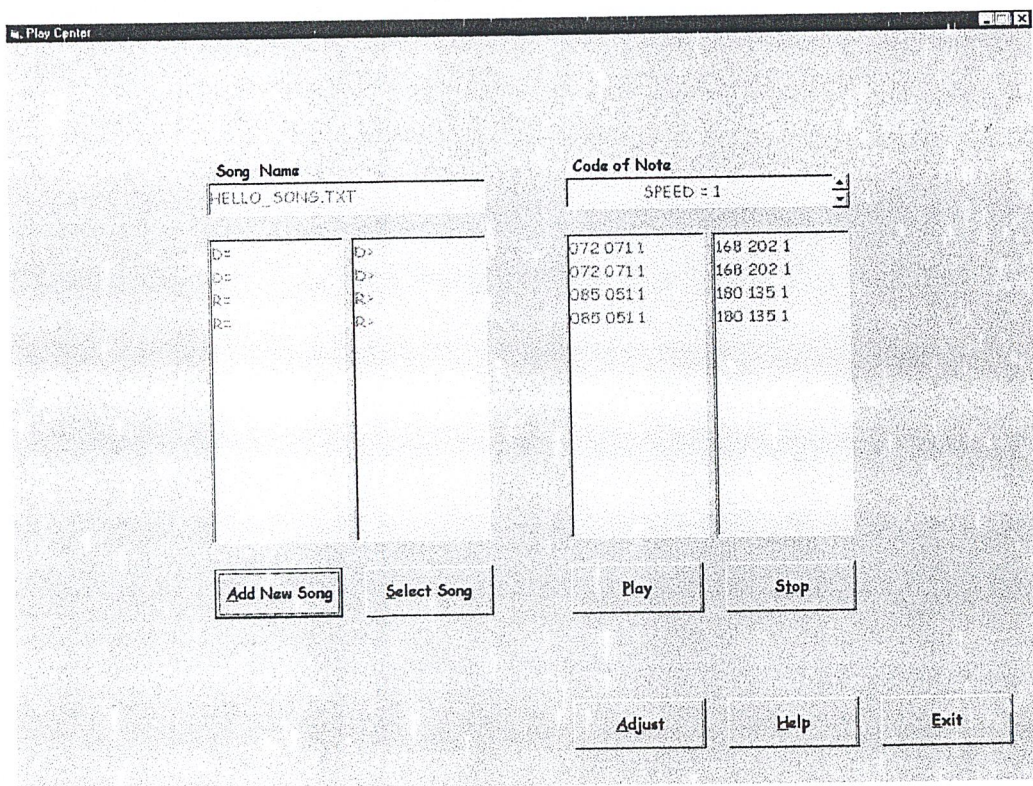 Play Center
Song Name
HELLO_SONG.TXT
Code of Note
SPEED = 1
D= D> 072 071 1 168 202 1
D= D> 072 071 1 168 202 1
R= R> 085 051 1 180 135 1
R= R> 085 051 1 180 135 1
Add New Song
Select Song
Play
Stop
Adjust
Help
Exit